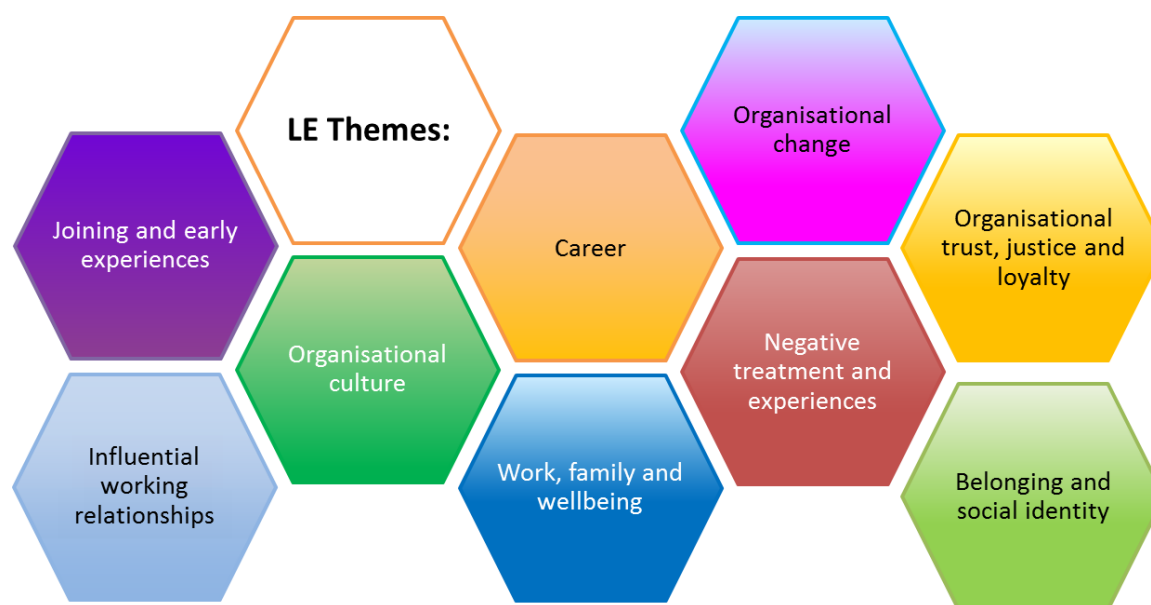 LE Themes:
Joining and early
experiences
Organisational
culture
Influential
working
relationships
Career
Work, family and
wellbeing
Organisational
change
Negative
treatment and
experiences
Organisational
trust, justice and
loyalty
Belonging and
social identity